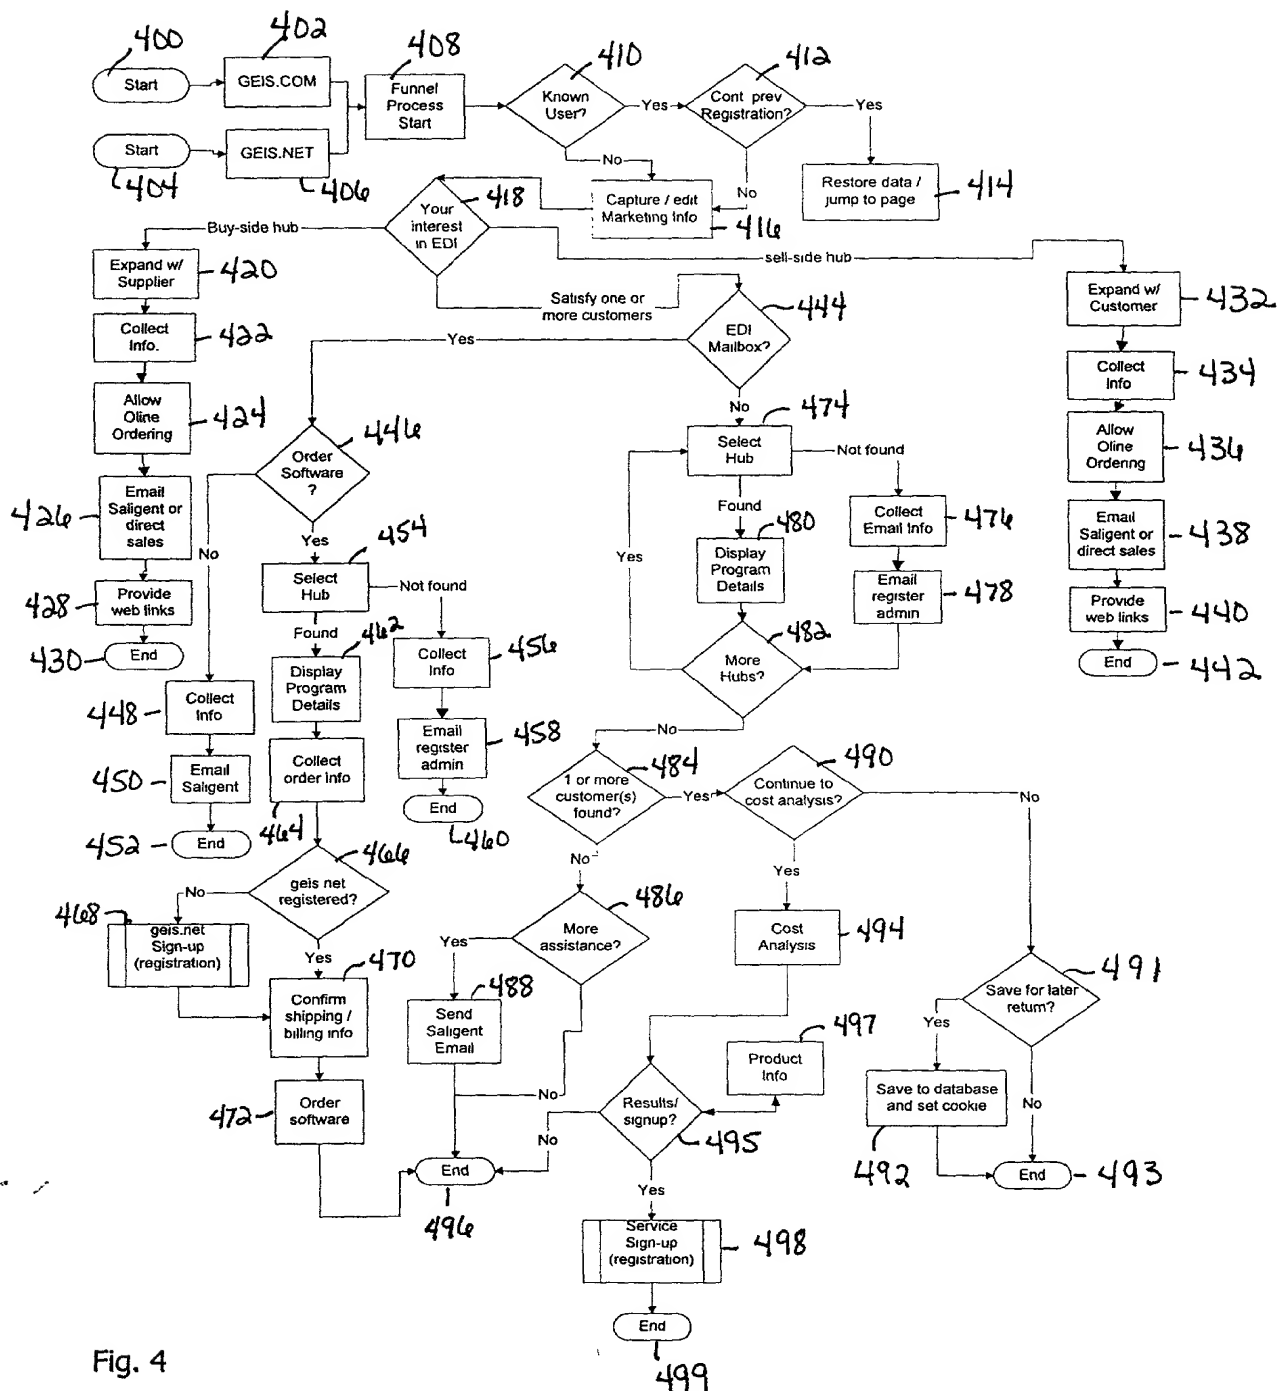 400
402
408
410
412
Start
GEIS.COM
Funnel
Process
Start
Known
User?
Yes
Cont prev
Registration?
Yes
Start
GEIS.NET
404
406
No
No
Restore data /
jump to page
414
Capture / edit
Marketing Info
416
Your
interest
in EDI
418
Buy-side hub
sell-side hub
Satisfy one or
more customers
Expand w/
Supplier
420
Collect
Info.
422
Allow
Oline
Ordering
424
Email
Saligent or
direct
sales
426
Provide
web links
428
End
430
Expand w/
Customer
432
Collect
Info
434
Allow
Oline
Ordering
436
Email
Saligent or
direct sales
438
Provide
web links
440
End
442
EDI
Mailbox?
444
Yes
No
Order
Software
?
446
No
Yes
Collect
Info
448
Email
Saligent
450
End
452
Select
Hub
454
Not found
Found
Collect
Info
456
Email
register
admin
458
End
460
Display
Program
Details
462
Collect
order info
464
geis net
registered?
466
No
Yes
geis.net
Sign-up
(registration)
468
Confirm
shipping /
billing info
470
Order
software
472
Select
Hub
474
Not found
Found
Yes
Collect
Email Info
476
Email
register
admin
478
Display
Program
Details
480
More
Hubs?
482
No
1 or more
customer(s)
found?
484
Yes
No
More
assistance?
486
Yes
No
Send
Saligent
Email
488
Continue to
cost analysis?
490
No
Yes
Cost
Analysis
494
Save for later
return?
491
Yes
No
Save to database
and set cookie
492
End
493
Product
Info
497
Results/
signup?
495
No
Yes
End
496
Service
Sign-up
(registration)
498
End
499
Fig. 4